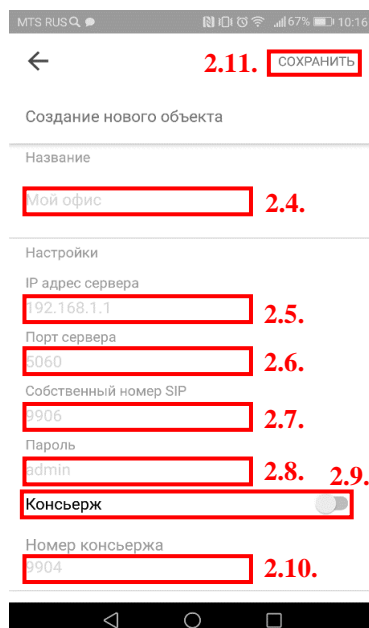 MTS RUS 67% 10:16
2.11. СОХРАНИТЬ
Создание нового объекта
Название
Мой офис 2.4.
Настройки
IP адрес сервера
192.168.1.1 2.5.
Порт сервера
5060 2.6.
Собственный номер SIP
9906 2.7.
Пароль
admin 2.8. 2.9.
Консьерж
Номер консьержа
9904 2.10.